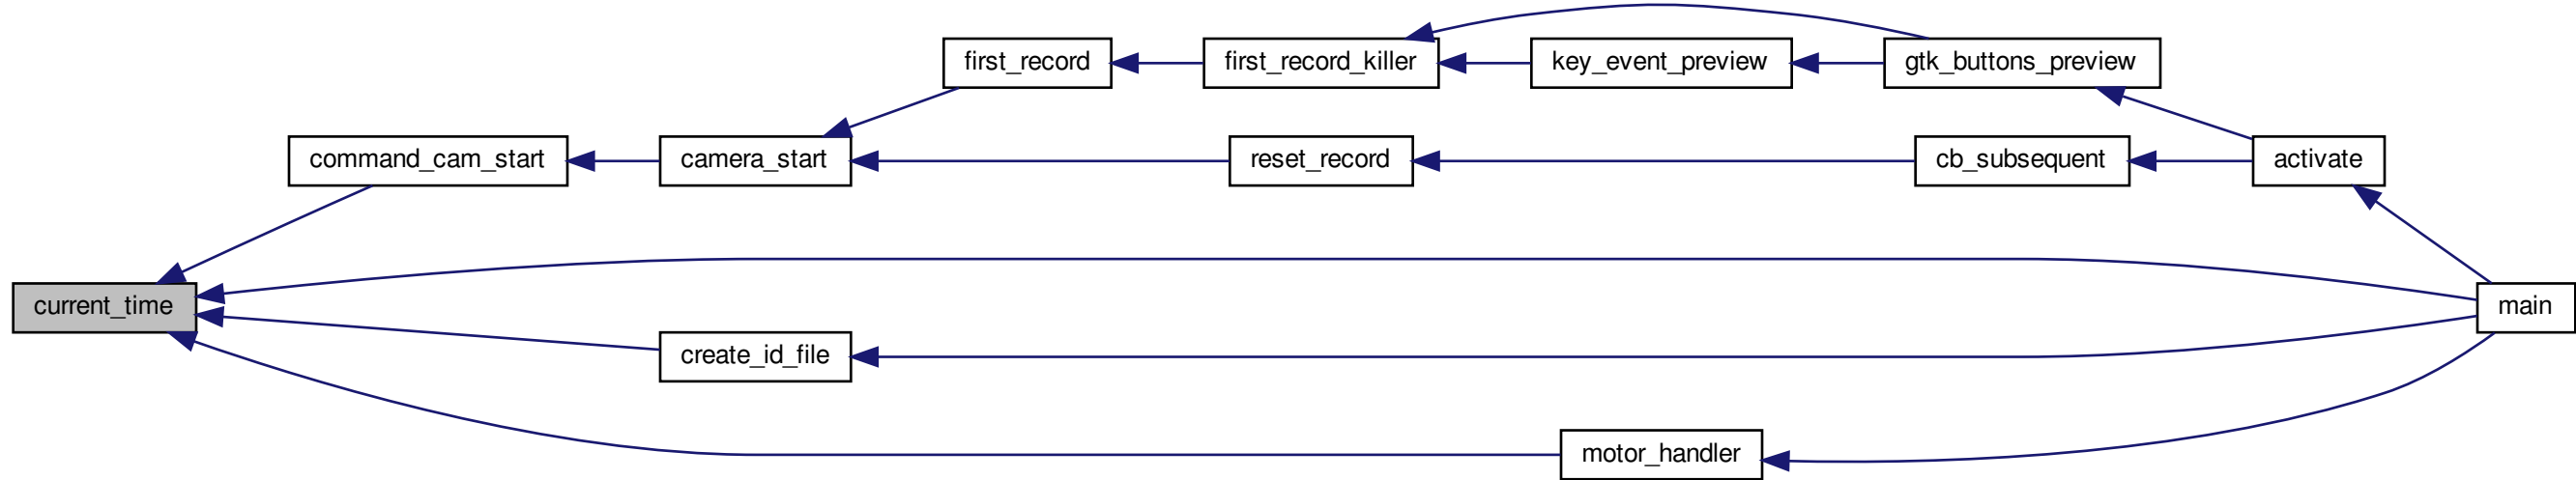 first_record
first_record_killer
key_event_preview
gtk_buttons_preview
command_cam_start
camera_start
reset_record
cb_subsequent
activate
current_time
main
create_id_file
motor_handler